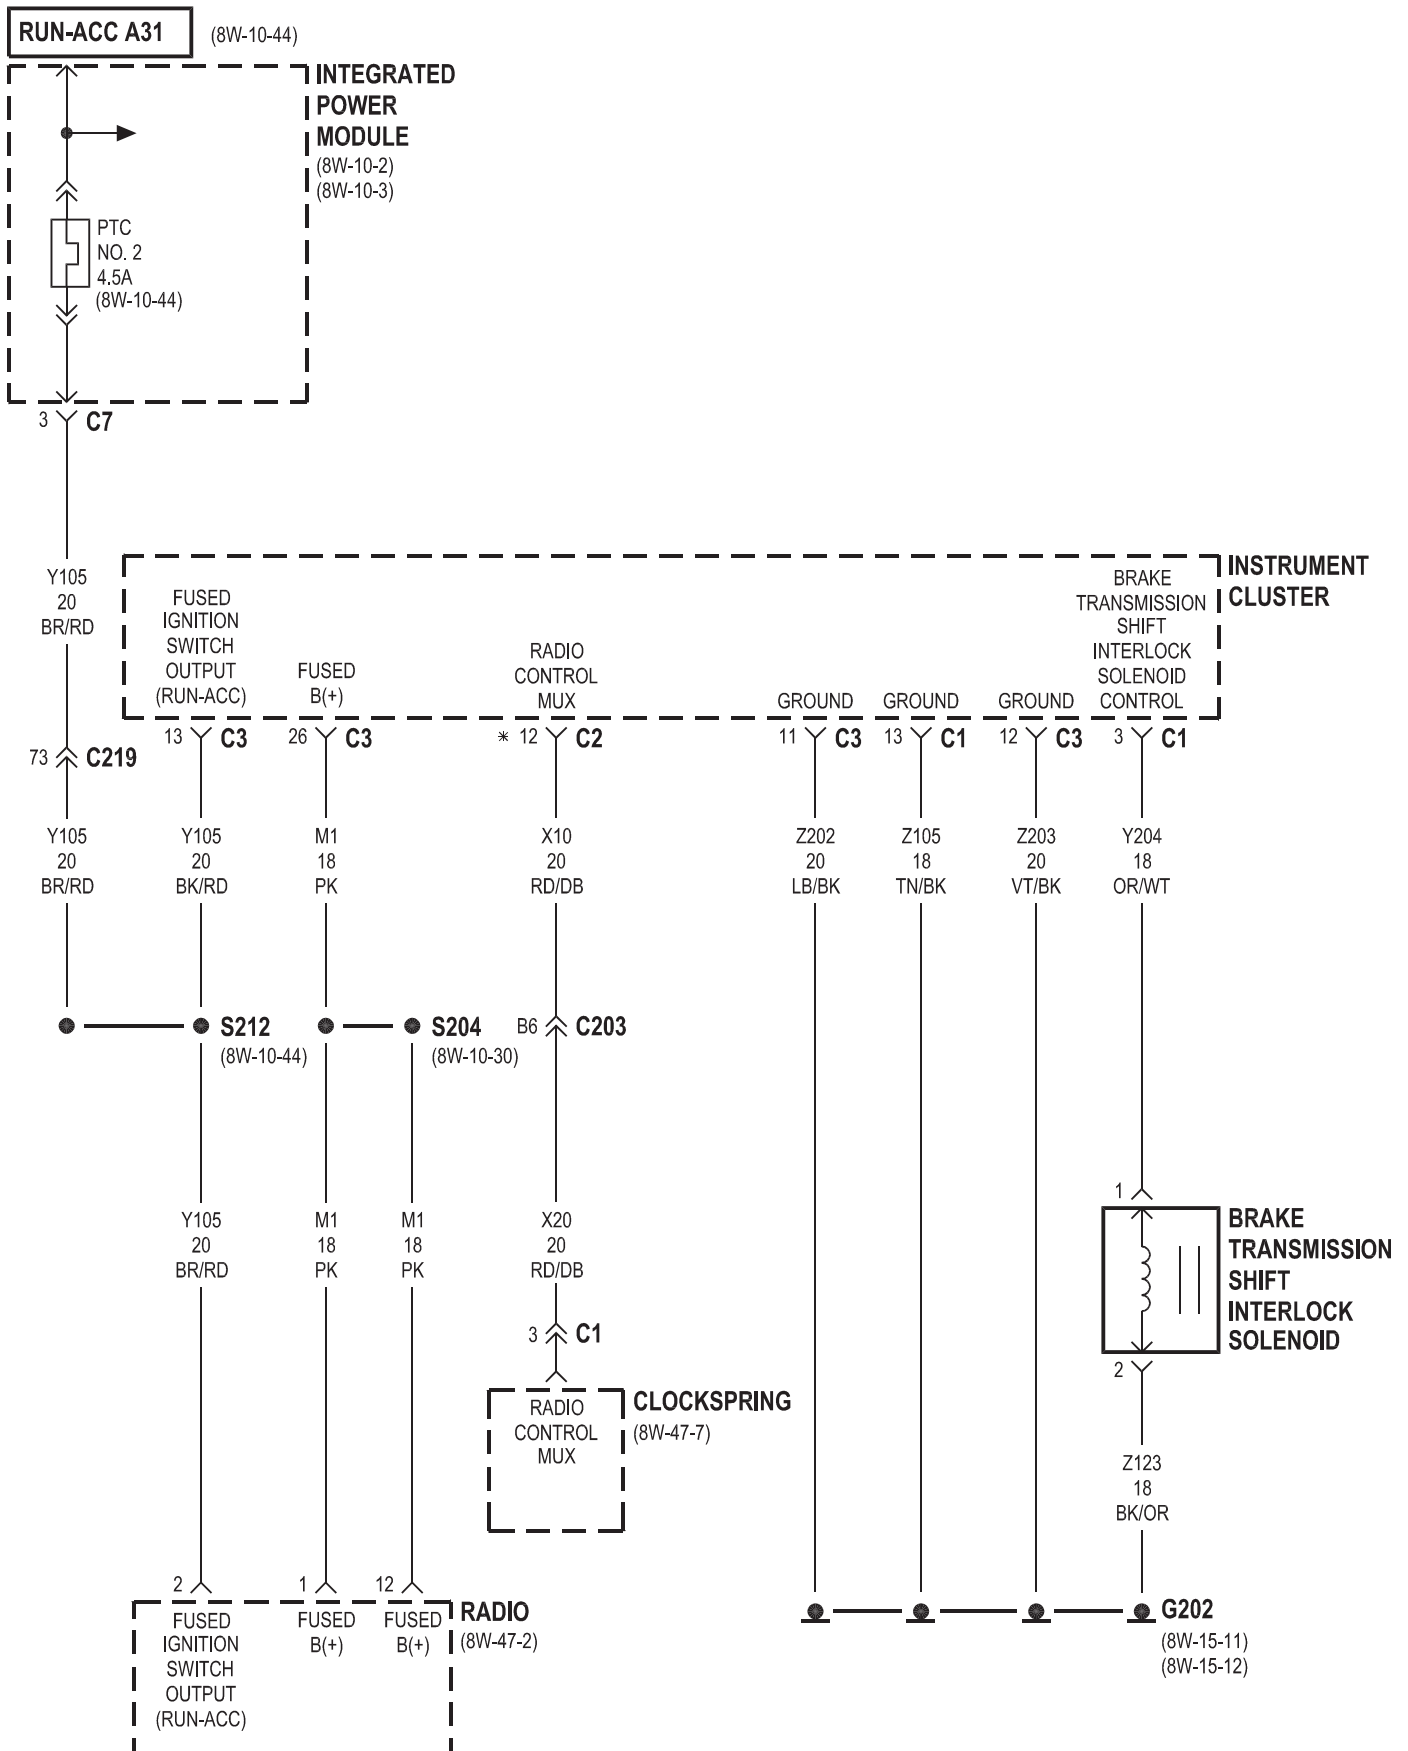 RUN-ACC A31 (8W-10-44)
INTEGRATED
POWER
MODULE
(8W-10-2)
(8W-10-3)
PTC
NO. 2
4.5A
(8W-10-44)
3 C7
Y105
20
BR/RD
73 C219
INSTRUMENT
CLUSTER
FUSED
IGNITION
SWITCH
OUTPUT
(RUN-ACC)
FUSED
B(+)
RADIO
CONTROL
MUX
GROUND
GROUND
GROUND
BRAKE
TRANSMISSION
SHIFT
INTERLOCK
SOLENOID
CONTROL
13 C3
26 C3
* 12 C2
11 C3
13 C1
12 C3
3 C1
Y105
20
BR/RD
Y105
20
BK/RD
M1
18
PK
X10
20
RD/DB
Z202
20
LB/BK
Z105
18
TN/BK
Z203
20
VT/BK
Y204
18
OR/WT
S212
(8W-10-44)
S204
(8W-10-30)
B6 C203
Y105
20
BR/RD
M1
18
PK
M1
18
PK
X20
20
RD/DB
3 C1
RADIO
CONTROL
MUX
CLOCKSPRING
(8W-47-7)
1
BRAKE
TRANSMISSION
SHIFT
INTERLOCK
SOLENOID
2
Z123
18
BK/OR
2
1
12
FUSED
IGNITION
SWITCH
OUTPUT
(RUN-ACC)
FUSED
B(+)
FUSED
B(+)
RADIO
(8W-47-2)
G202
(8W-15-11)
(8W-15-12)